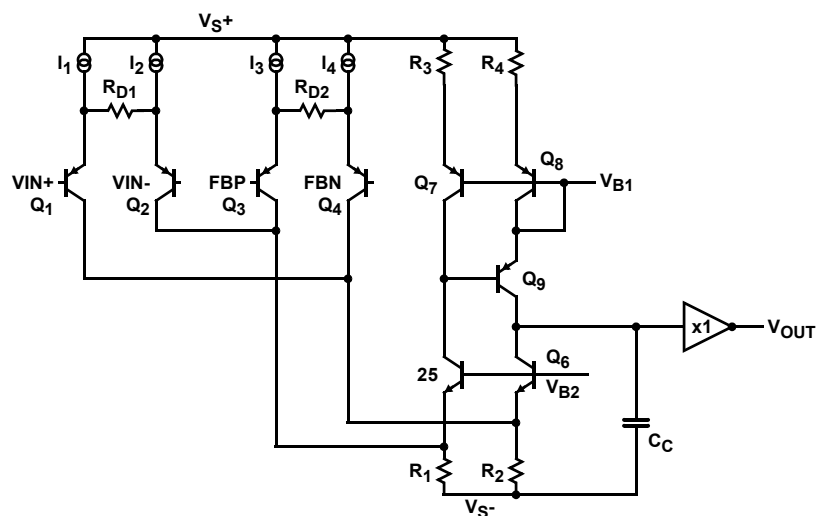 VS+
I1
I2
I3
I4
R3
R4
RD1
RD2
Q8
VIN+
VIN-
FBP
FBN
Q7
VB1
Q1
Q2
Q3
Q4
Q9
x1
VOUT
25
Q6
VB2
CC
R1
R2
VS-